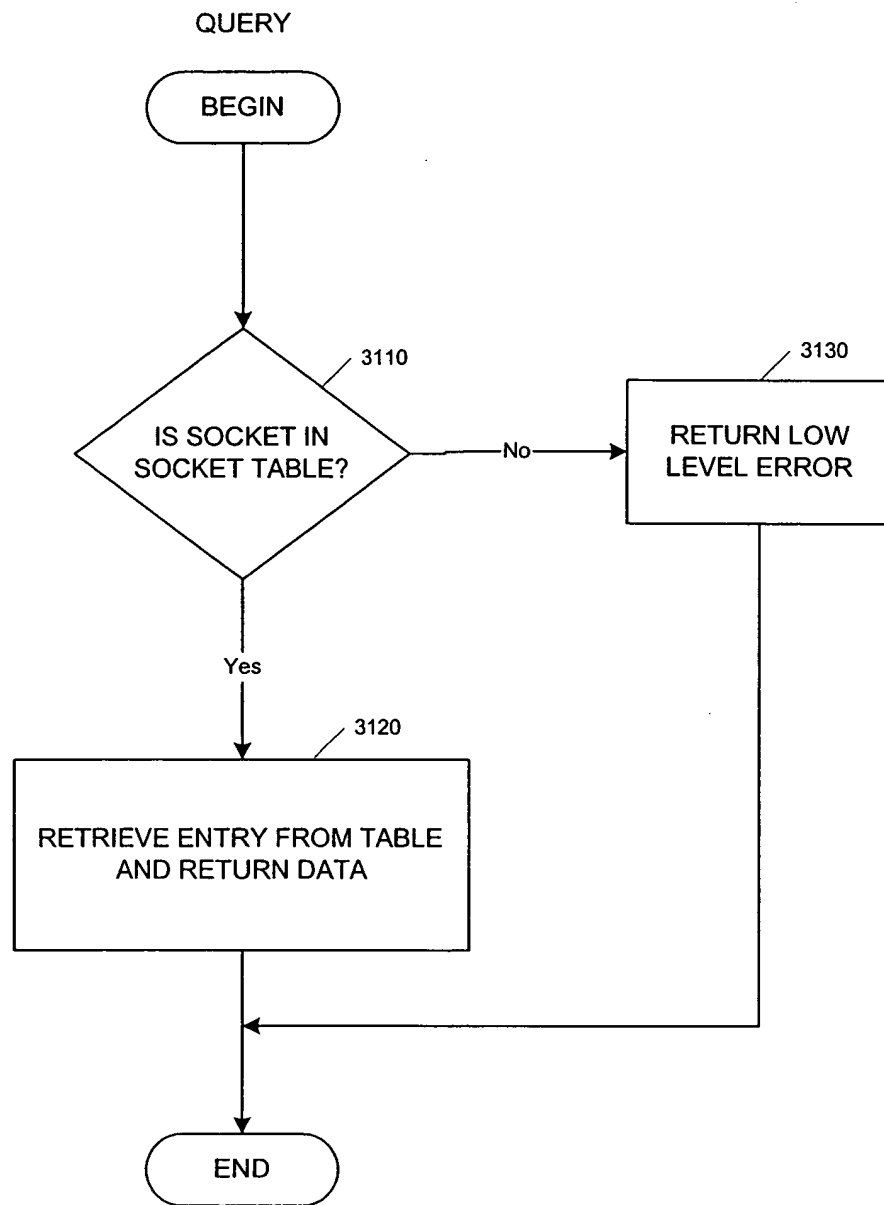 QUERY
BEGIN
3110
IS SOCKET IN
SOCKET TABLE?
No
3130
RETURN LOW
LEVEL ERROR
Yes
3120
RETRIEVE ENTRY FROM TABLE
AND RETURN DATA
END